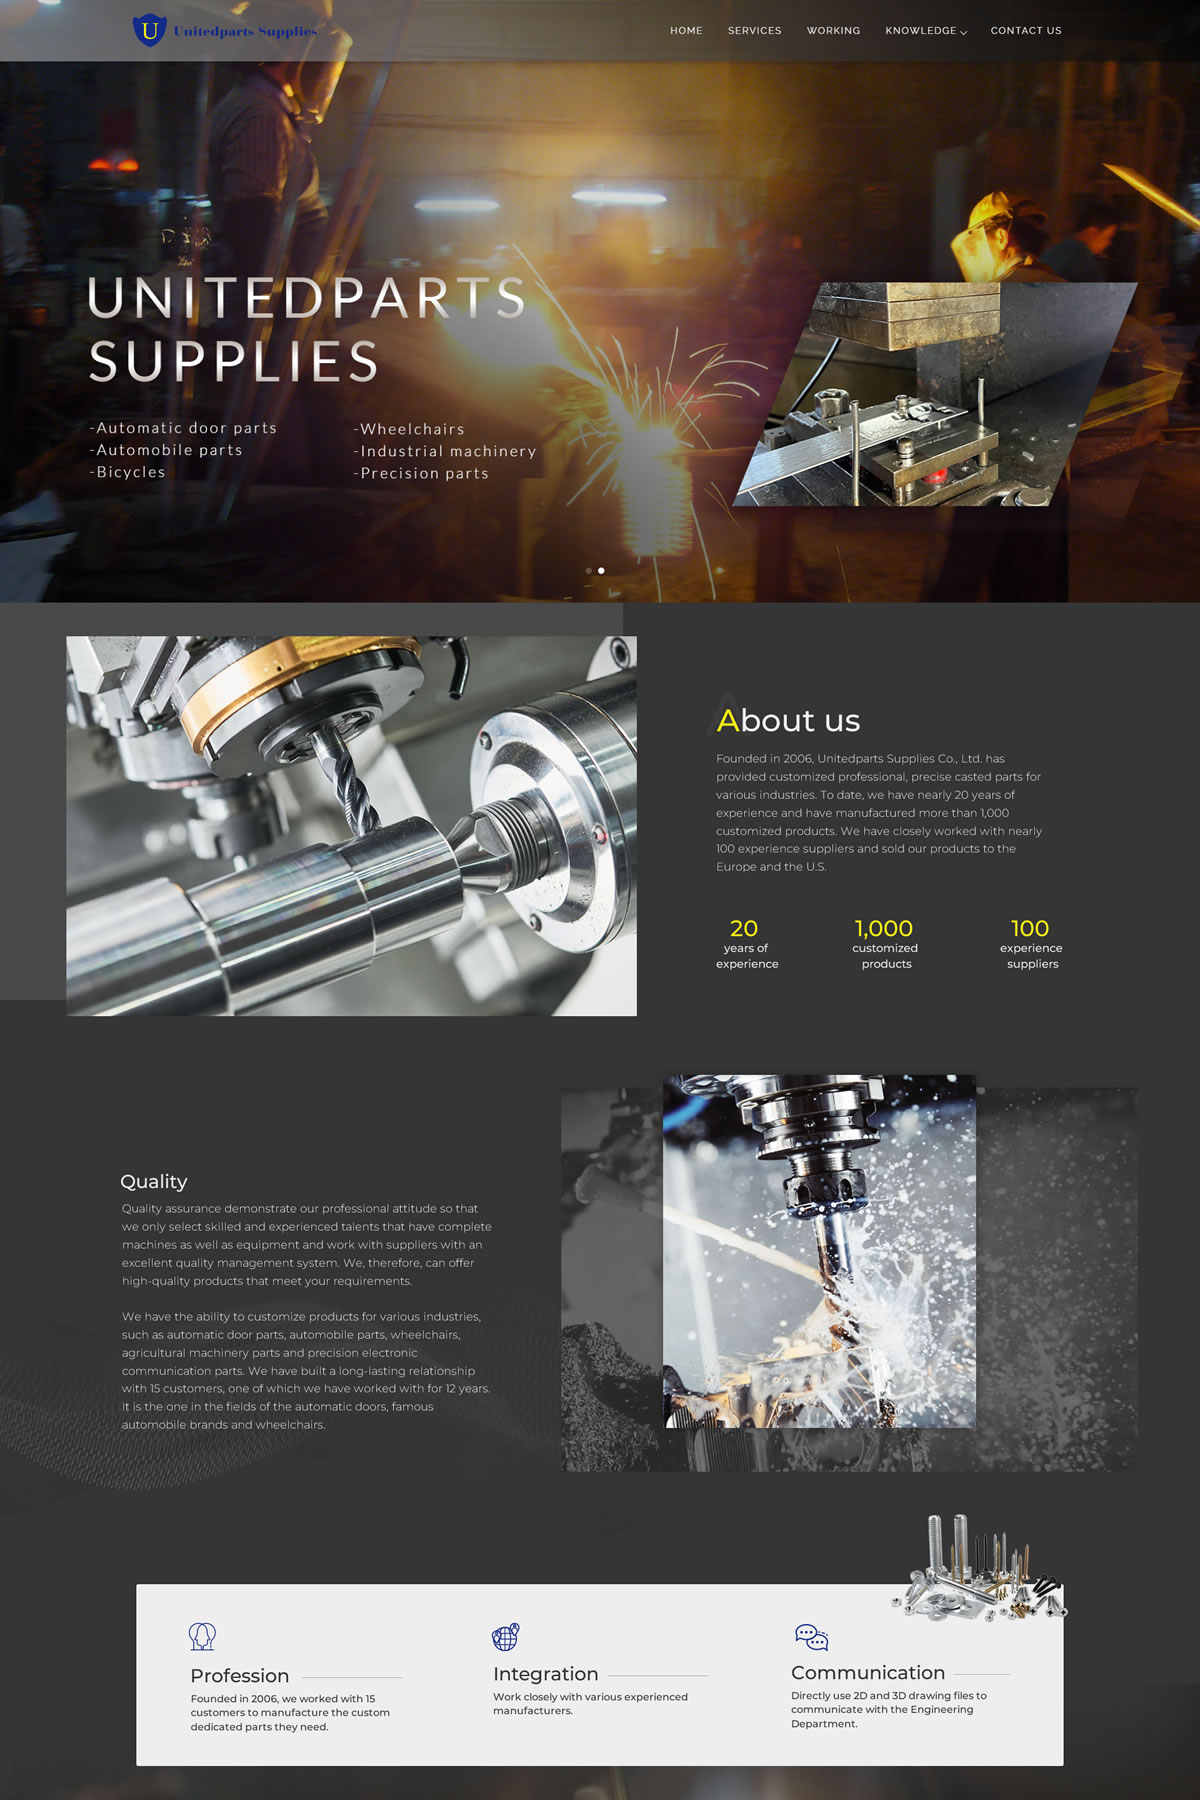 U Unitedparts Supplies
HOME SERVICES WORKING KNOWLEDGE CONTACT US
UNITEDPARTS
SUPPLIES
-Automatic door parts
-Automobile parts
-Bicycles
-Wheelchairs
-Industrial machinery
-Precision parts
About us
Founded in 2006, Unitedparts Supplies Co., Ltd. has
provided customized professional, precise casted parts for
various industries. To date, we have nearly 20 years of
experience and have manufactured more than 1,000
customized products. We have closely worked with nearly
100 experience suppliers and sold our products to the
Europe and the U.S.
20
years of
experience
1,000
customized
products
100
experience
suppliers
Quality
Quality assurance demonstrate our professional attitude so that
we only select skilled and experienced talents that have complete
machines as well as equipment and work with suppliers with an
excellent quality management system. We, therefore, can offer
high-quality products that meet your requirements.
We have the ability to customize products for various industries,
such as automatic door parts, automobile parts, wheelchairs,
agricultural machinery parts and precision electronic
communication parts. We have built a long-lasting relationship
with 15 customers, one of which we have worked with for 12 years.
It is the one in the fields of the automatic doors, famous
automobile brands and wheelchairs.
Profession
Founded in 2006, we worked with 15
customers to manufacture the custom
dedicated parts they need.
Integration
Work closely with various experienced
manufacturers.
Communication
Directly use 2D and 3D drawing files to
communicate with the Engineering
Department.